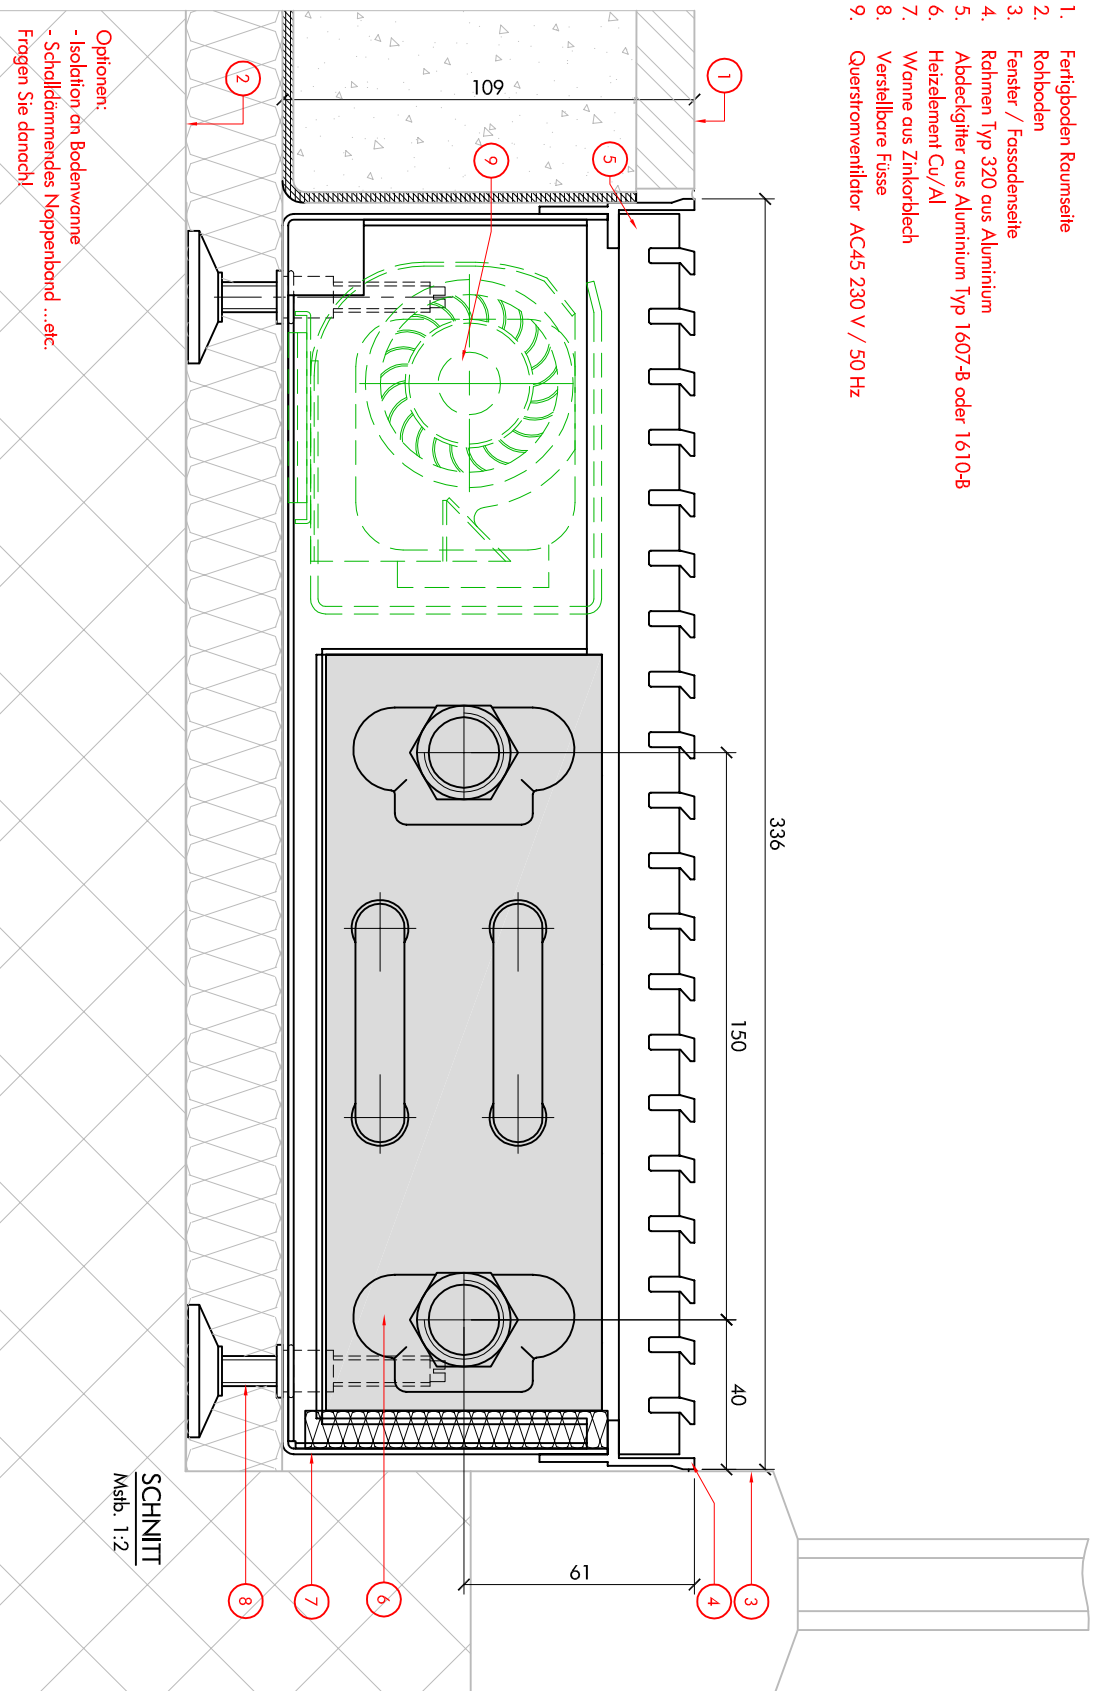 1. Fertigboden Raumseite
2. Rohboden
3. Fenster / Fassadenseite
4. Rahmen Typ 320 aus Aluminium
5. Abdeckgitter aus Aluminium Typ 1607-B oder 1610-B
6. Heizelement Cu/Al
7. Wanne aus Zinkorblech
8. Verstellbare Füsse
9. Querstromventilator AC45 230 V / 50 Hz
336
150
40
1
5
109
9
2
61
3
4
6
7
8
SCHNITT
Mstb. 1:2
Optionen:
- Isolation an Bodenwanne
- Schalldämmendes Noppenband ...etc.
Fragen Sie danach!